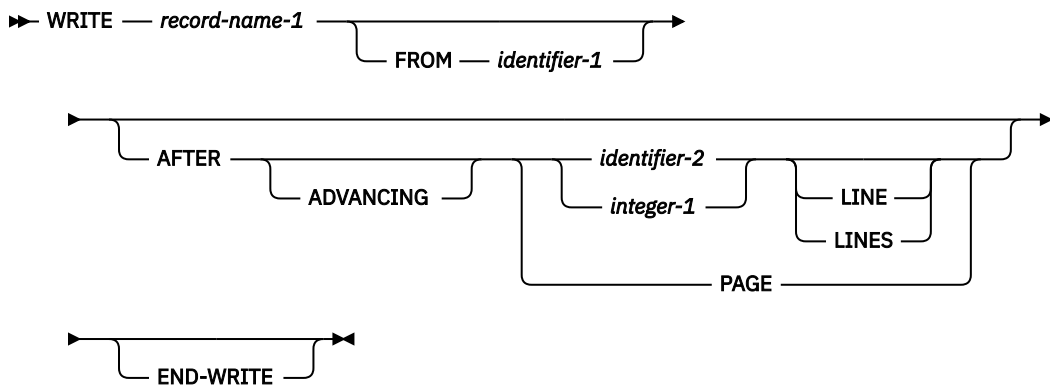 WRITE record-name-1
FROM identifier-1
AFTER identifier-2
ADVANCING integer-1 LINE
LINES
PAGE
END-WRITE